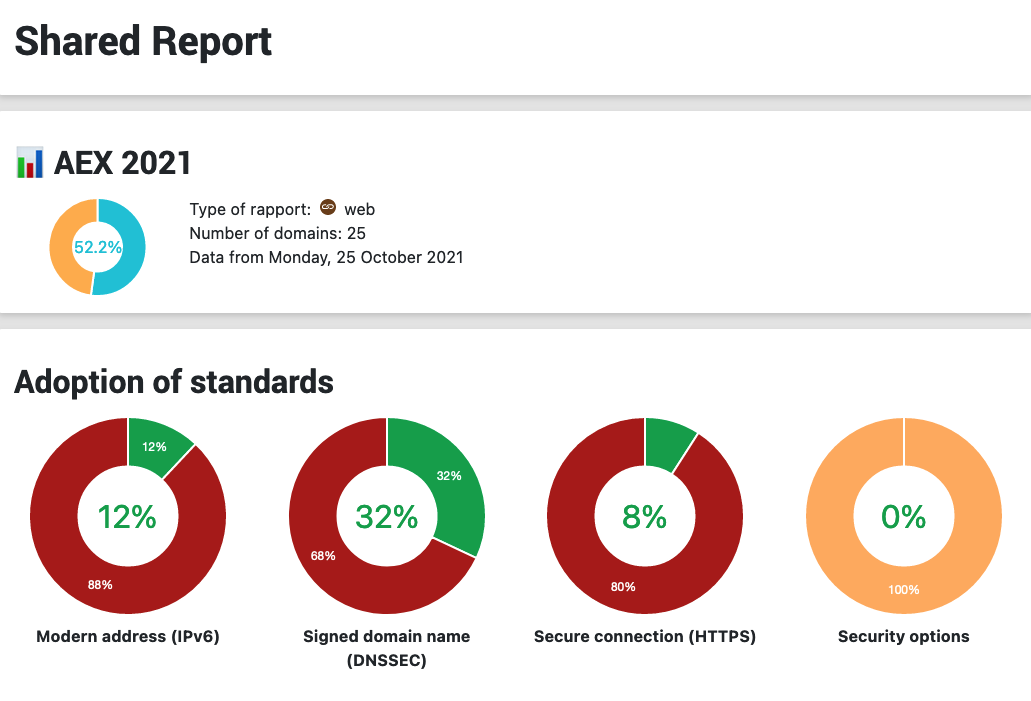 Shared Report
AEX 2021
52.2%
Type of rapport: web
Number of domains: 25
Data from Monday, 25 October 2021
Adoption of standards
12%
12%
88%
Modern address (IPv6)
32%
32%
68%
Signed domain name
(DNSSEC)
8%
80%
Secure connection (HTTPS)
0%
100%
Security options